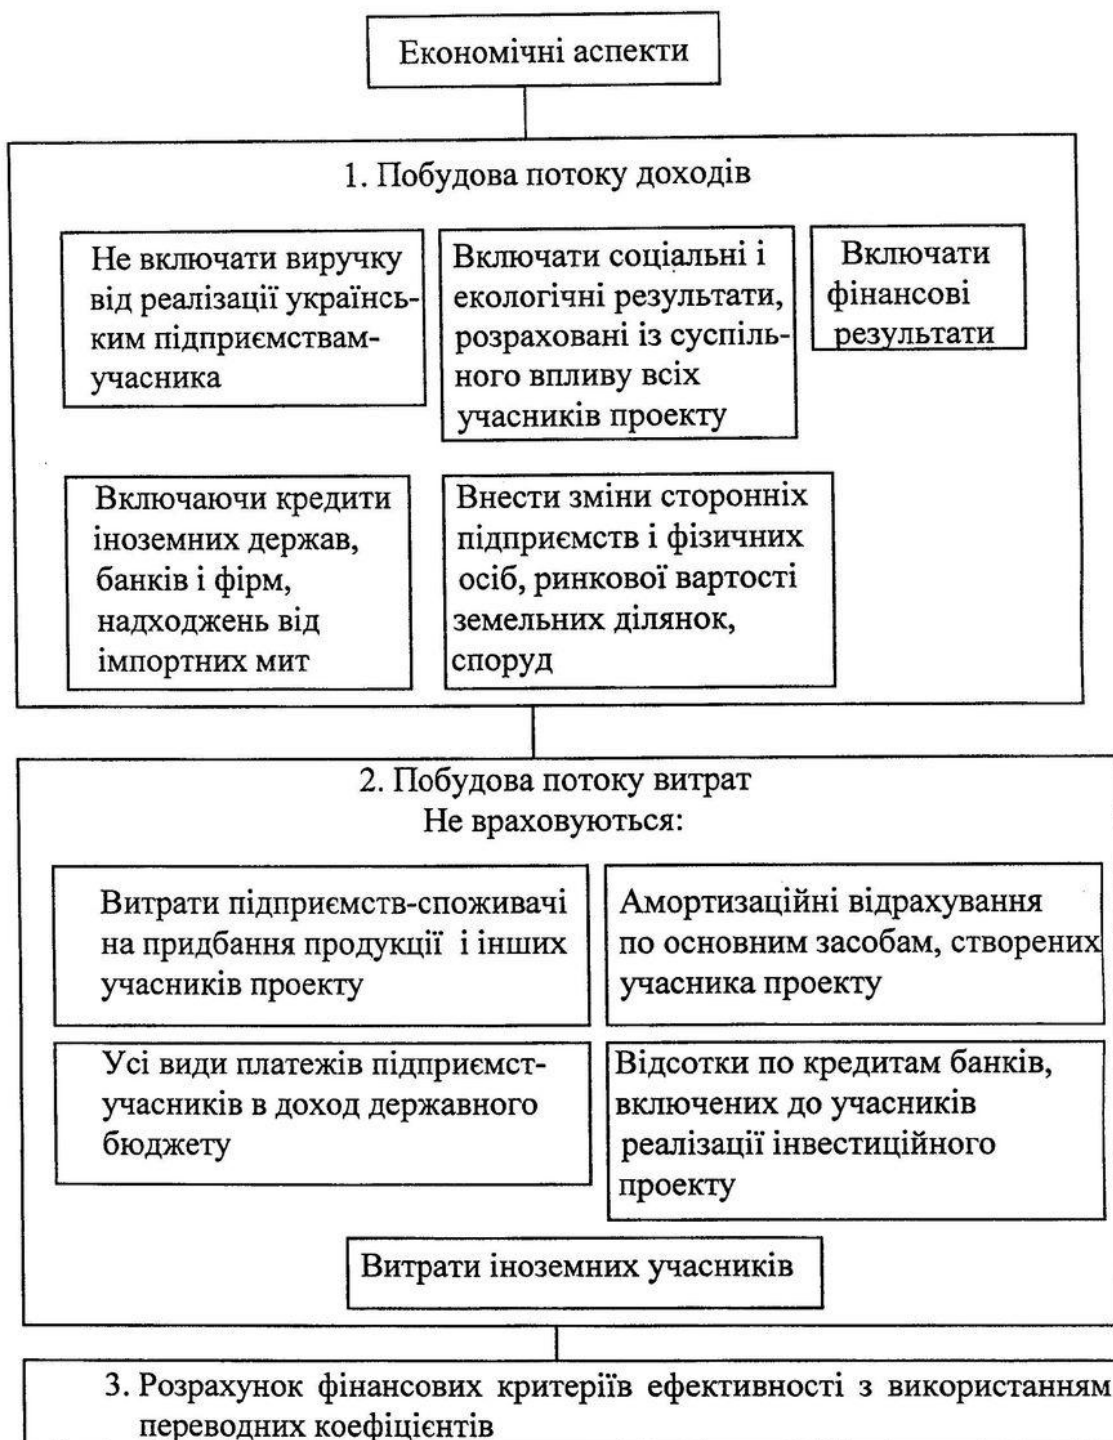 Економічні аспекти
1. Побудова потоку доходів
Не включати виручку
від реалізації українсь-
ким підприємствам-
учасника
Включати соціальні і
екологічні результати,
розраховані із суспіль-
ного впливу всіх
учасників проекту
Включати
фінансові
результати
Включаючи кредити
іноземних держав,
банків і фірм,
надходжень від
імпортних мит
Внести зміни сторонніх
підприємств і фізичних
осіб, ринкової вартості
земельних ділянок,
споруд
2. Побудова потоку витрат
Не враховуються:
Витрати підприємств-споживачі
на придбання продукції і інших
учасників проекту
Амортизаційні відрахування
по основним засобам, створених
учасника проекту
Усі види платежів підприємст-
учасників в доход державного
бюджету
Відсотки по кредитам банків,
включених до учасників
реалізації інвестиційного
проекту
Витрати іноземних учасників
3. Розрахунок фінансових критеріїв ефективності з використанням
переводних коефіцієнтів